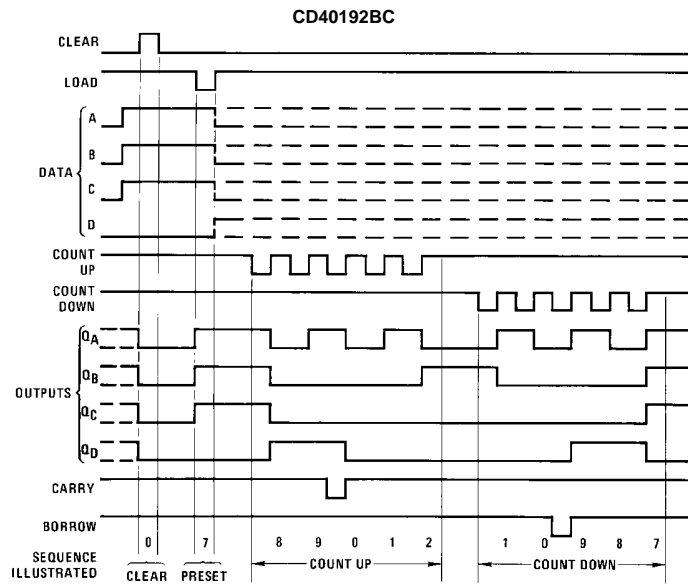 CD40192BC
CLEAR
LOAD
A
B
DATA
C
D
COUNT
UP
COUNT
DOWN
QA
QB
OUTPUTS
QC
QD
CARRY
BORROW
0 7 8 9 0 1 2 1 0 9 8 7
SEQUENCE
ILLUSTRATED
CLEAR PRESET COUNT UP COUNT DOWN